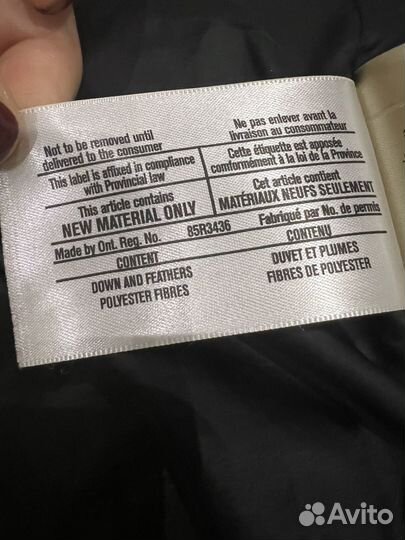 Not to be removed until
delivered to the consumer
Ne pas enlever avant la
livraison au consommateur
This label is affixed in compliance
with Provincial law
Cette étiquette est apposée
conformément à la loi de la Province
This article contains
NEW MATERIAL ONLY
Cet article contient
MATÉRIAUX NEUFS SEULEMENT
Made by Ont. Reg. No. 85R3436 Fabriqué par No. de permis
CONTENT
CONTENU
DOWN AND FEATHERS
POLYESTER FIBRES
DUVET ET PLUMES
FIBRES DE POLYESTER
Avito